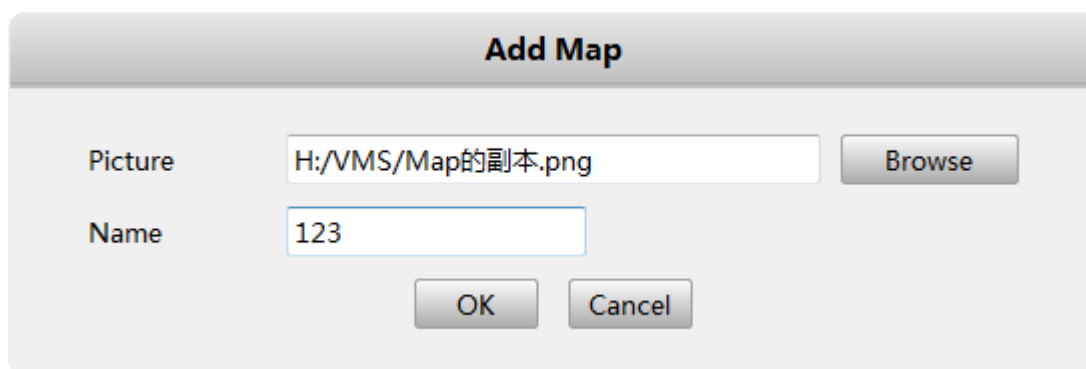 Add Map
Picture H:/VMS/Map的副本.png Browse
Name 123
OK Cancel